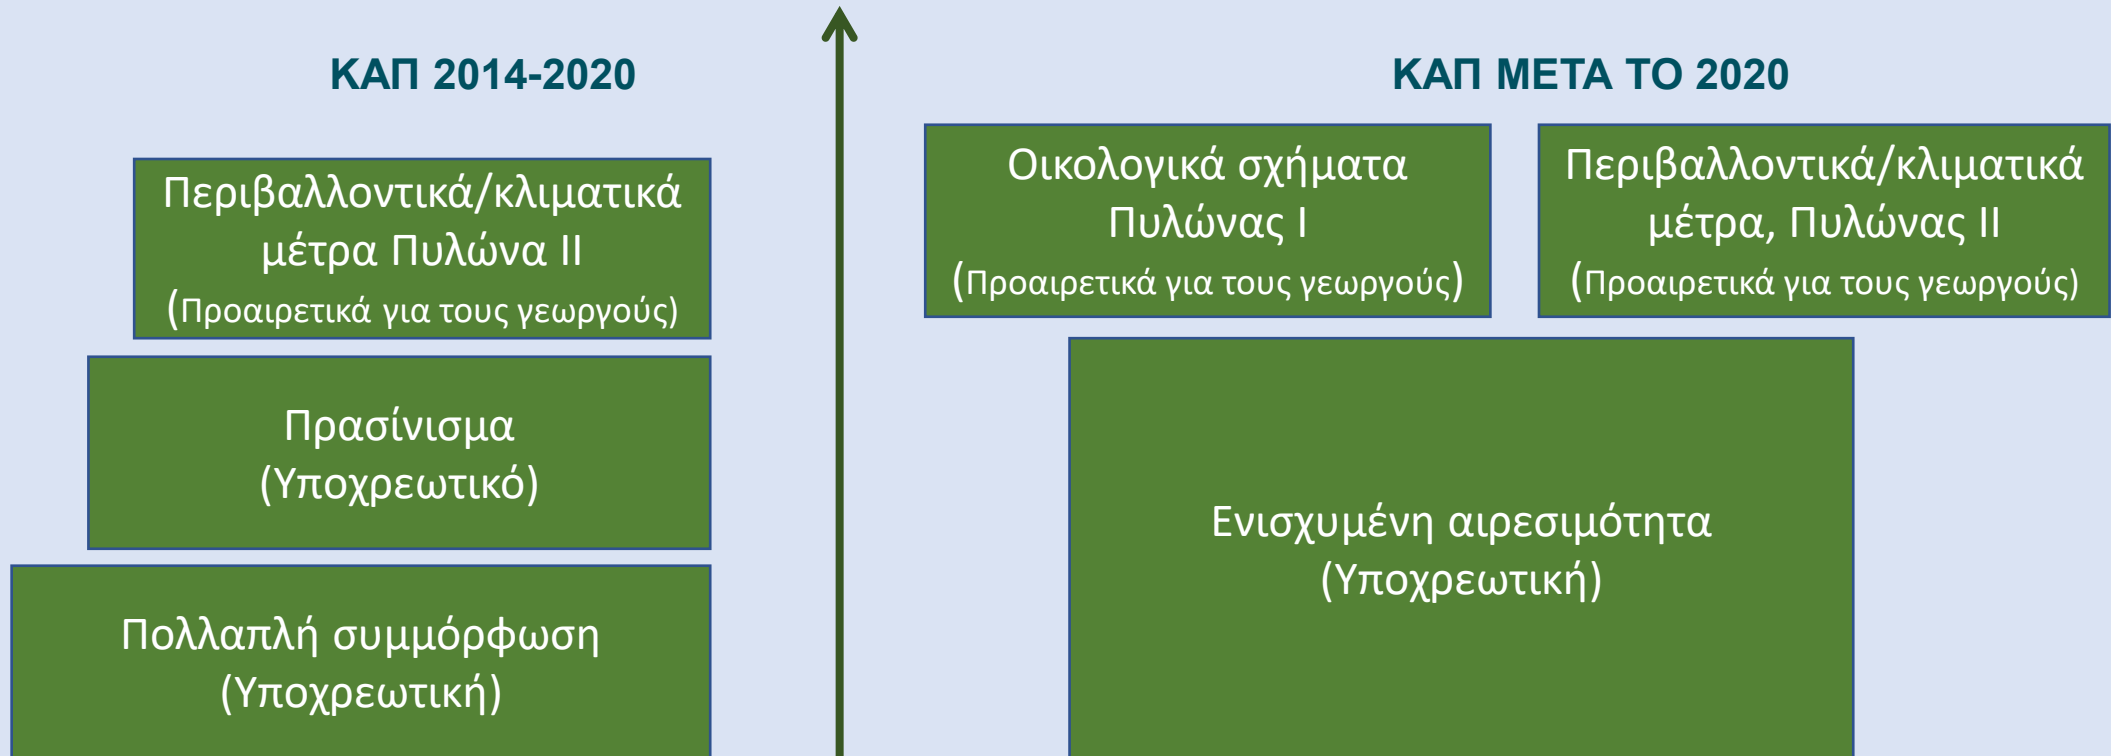 ΚΑΠ 2014-2020
Περιβαλλοντικά/κλιματικά
μέτρα Πυλώνα ΙΙ
(Προαιρετικά για τους γεωργούς)
Πρασίνισμα
(Υποχρεωτικό)
Πολλαπλή συμμόρφωση
(Υποχρεωτική)
ΚΑΠ ΜΕΤΑ ΤΟ 2020
Οικολογικά σχήματα
Πυλώνας Ι
(Προαιρετικά για τους γεωργούς)
Περιβαλλοντικά/κλιματικά
μέτρα, Πυλώνας ΙΙ
(Προαιρετικά για τους γεωργούς)
Ενισχυμένη αιρεσιμότητα
(Υποχρεωτική)